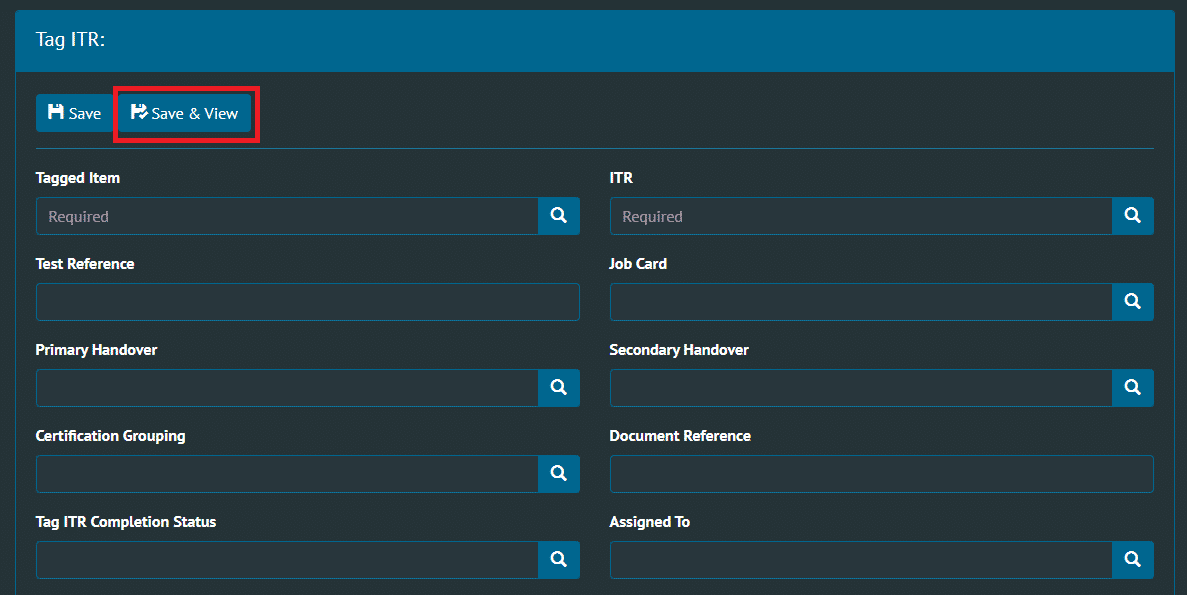 Tag ITR:
Save Save & View
Tagged Item ITR
Required Required
Test Reference Job Card
Primary Handover Secondary Handover
Certification Grouping Document Reference
Tag ITR Completion Status Assigned To